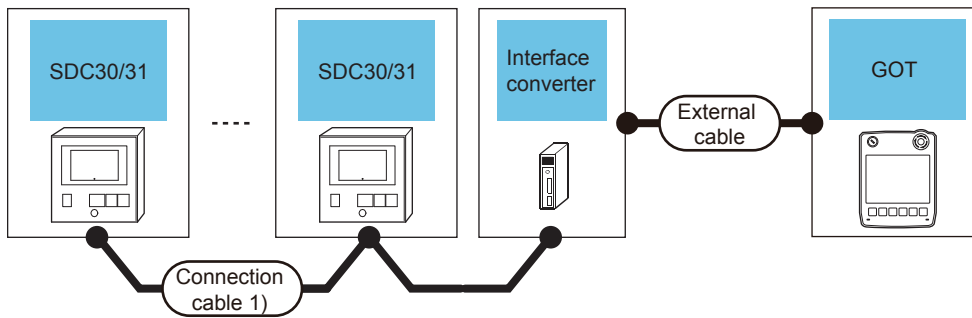 SDC30/31
SDC30/31
Interface
converter
GOT
External
cable
Connection
cable 1)